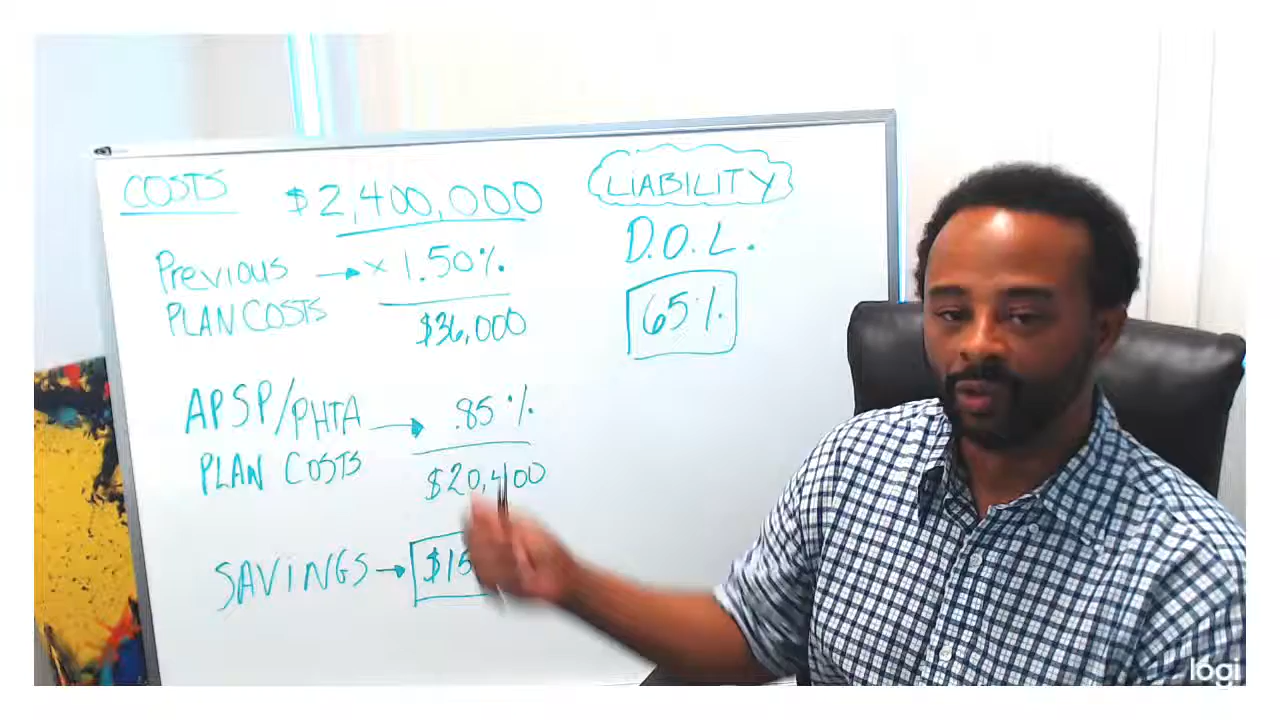 COSTS
$2,400,000
Previous → × 1.50%
PLAN COSTS
$36,000
APSP/PHTA → .85%
PLAN COSTS
$20,400
SAVINGS → $15
LIABILITY
D.O.L.
65%
logi